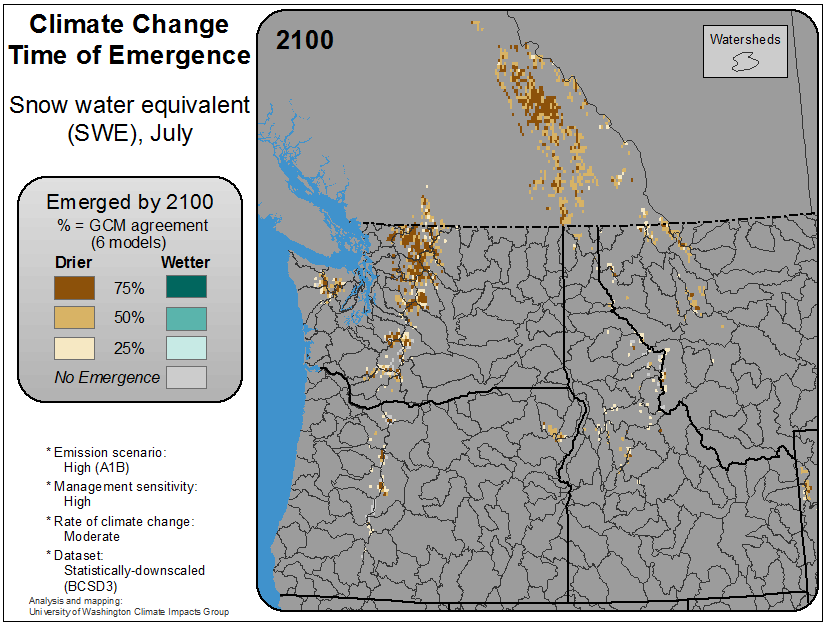 Climate Change
Time of Emergence
Snow water equivalent
(SWE), July
Emerged by 2100
% = GCM agreement
(6 models)
Drier Wetter
75%
50%
25%
No Emergence
* Emission scenario:
High (A1B)
* Management sensitivity:
High
* Rate of climate change:
Moderate
* Dataset:
Statistically-downscaled
(BCSD3)
Analysis and mapping:
University of Washington Climate Impacts Group
2100
Watersheds